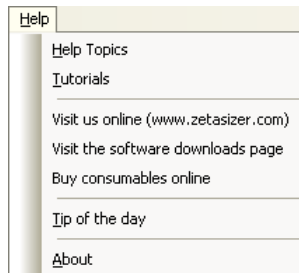 Help
Help Topics
Tutorials
Visit us online (www.zetasizer.com)
Visit the software downloads page
Buy consumables online
Tip of the day
About